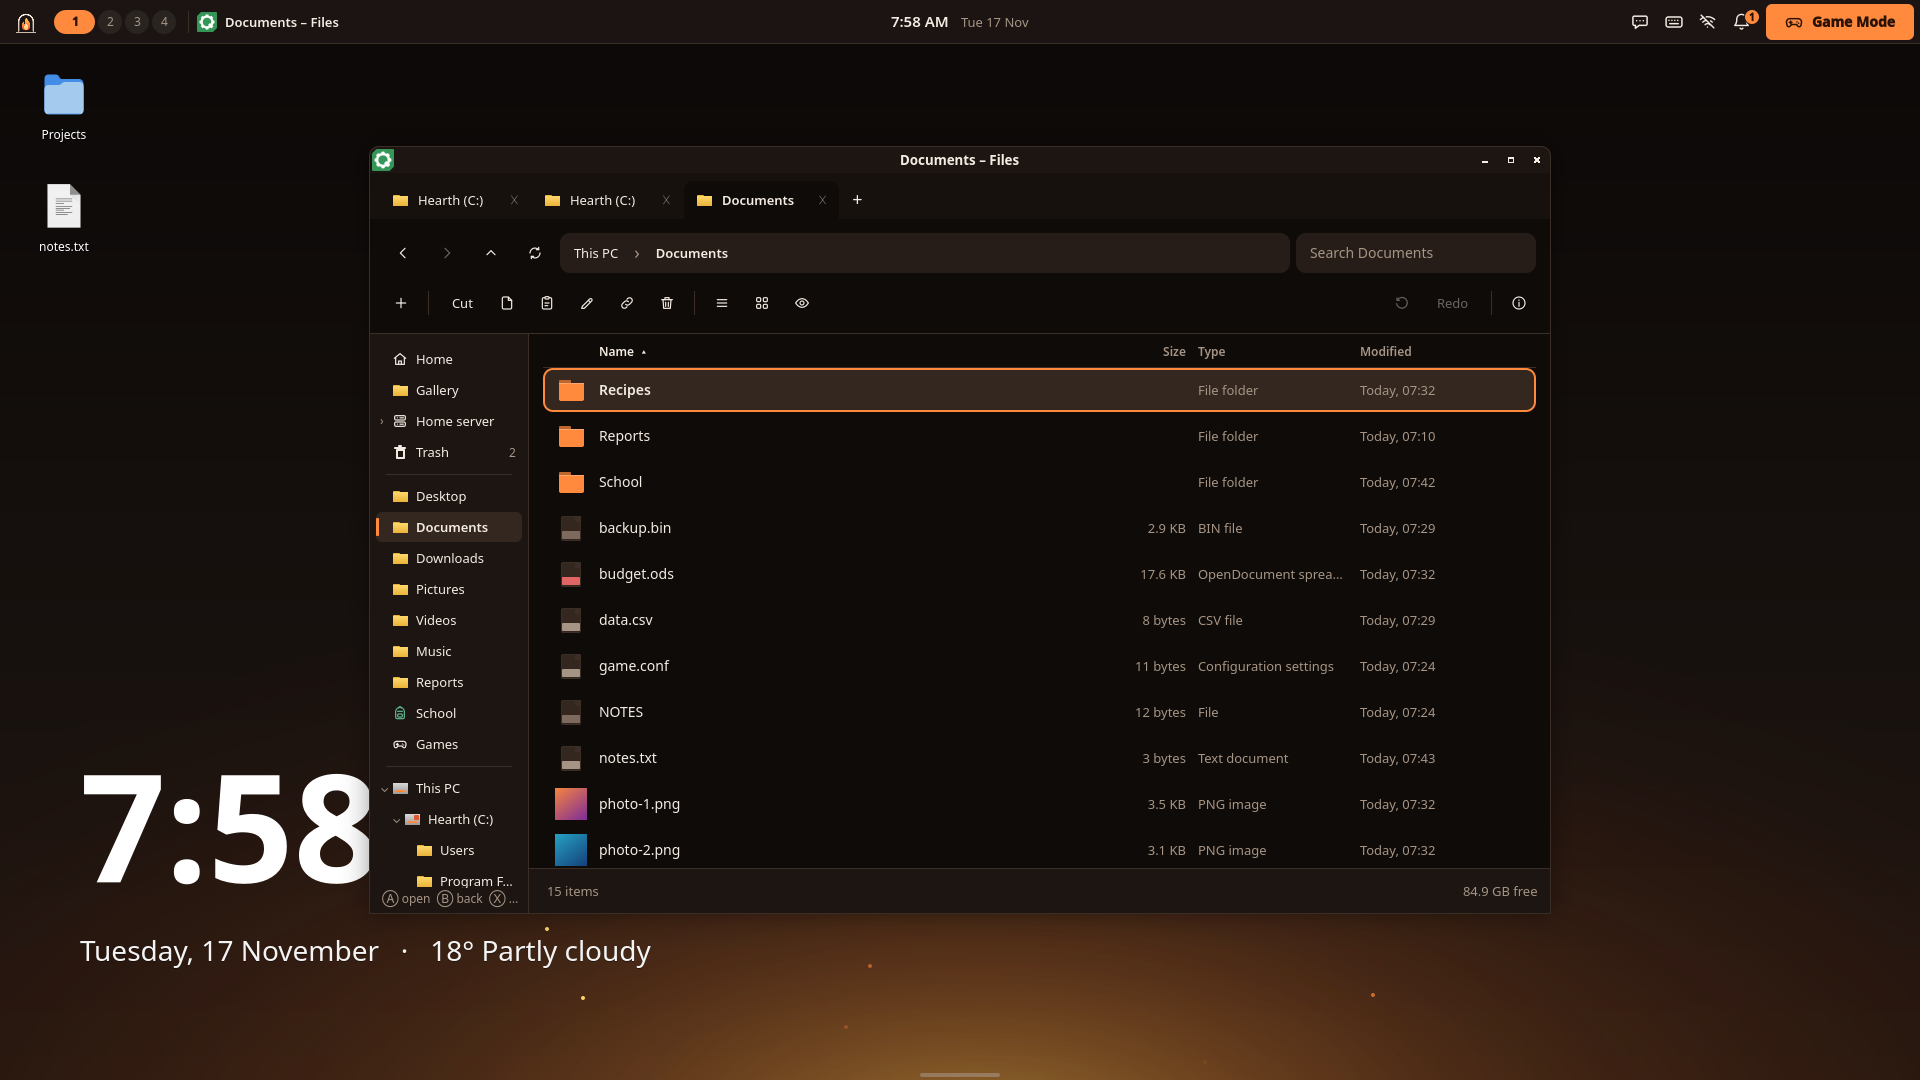 1 2 3 4 Documents – Files 7:58 AM Tue 17 Nov 1 Game Mode
Projects
notes.txt
Documents – Files
Hearth (C:) X Hearth (C:) X Documents X +
This PC › Documents Search Documents
Cut Redo
Home
Gallery
Home server
Trash 2
Desktop
Documents
Downloads
Pictures
Videos
Music
Reports
School
Games
This PC
Hearth (C:)
Users
Program F...
A open B back X ...
Name Size Type Modified
Recipes File folder Today, 07:32
Reports File folder Today, 07:10
School File folder Today, 07:42
backup.bin 2.9 KB BIN file Today, 07:29
budget.ods 17.6 KB OpenDocument sprea... Today, 07:32
data.csv 8 bytes CSV file Today, 07:29
game.conf 11 bytes Configuration settings Today, 07:24
NOTES 12 bytes File Today, 07:24
notes.txt 3 bytes Text document Today, 07:43
photo-1.png 3.5 KB PNG image Today, 07:32
photo-2.png 3.1 KB PNG image Today, 07:32
15 items 84.9 GB free
7:58
Tuesday, 17 November · 18° Partly cloudy